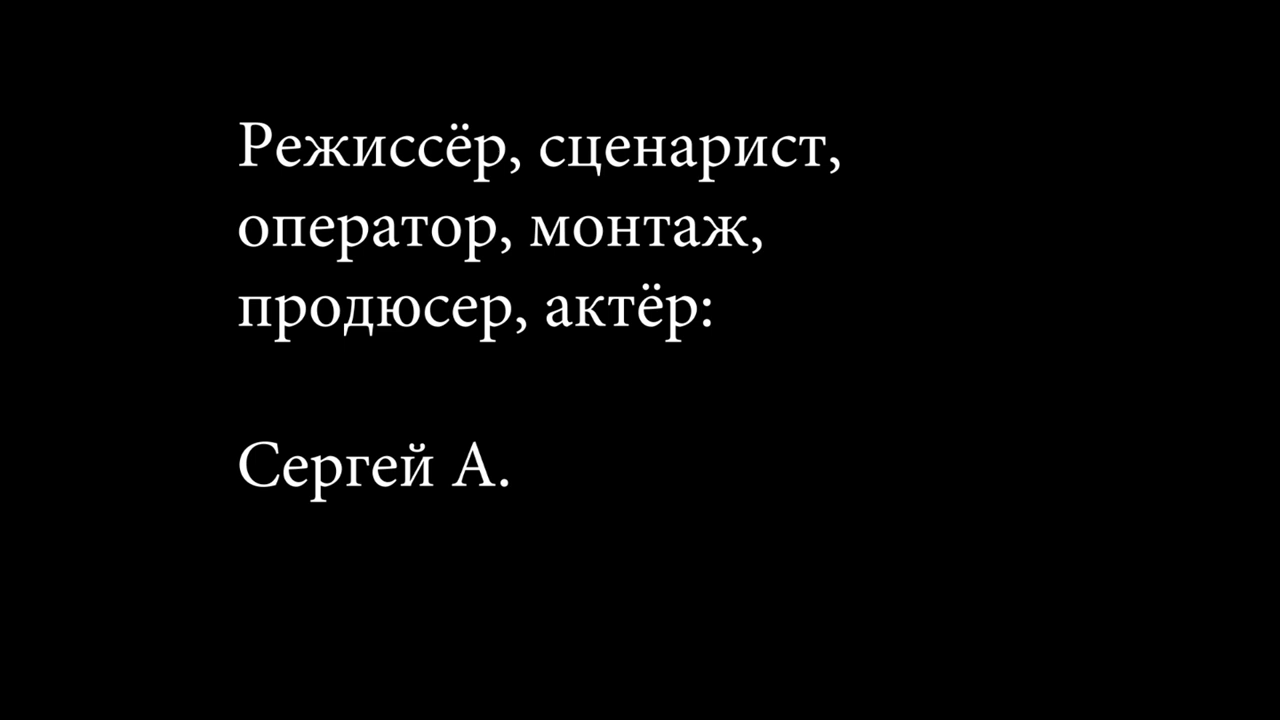 Режиссёр, сценарист,
оператор, монтаж,
продюсер, актёр:
Сергей А.